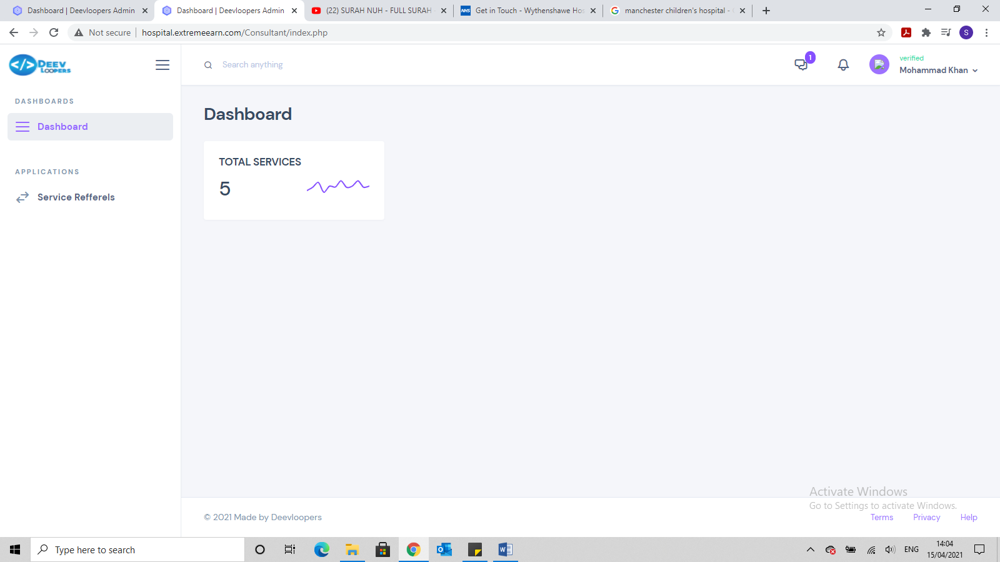 Dashboard | Deevloopers Admin
Dashboard | Deevloopers Admin
(22) SURAH NUH - FULL SURAH
NHS
Get in Touch - Wythenshawe Hos
manchester children's hospital -
Not secure
hospital.extremeearn.com/Consultant/index.php
S
</> DEEV LOOPERS
Search anything
1
verified
Mohammad Khan
DASHBOARDS
Dashboard
APPLICATIONS
Service Refferels
Dashboard
TOTAL SERVICES
5
Activate Windows
Go to Settings to activate Windows.
© 2021 Made by Deevloopers
Terms
Privacy
Help
Type here to search
ENG
14:04
15/04/2021